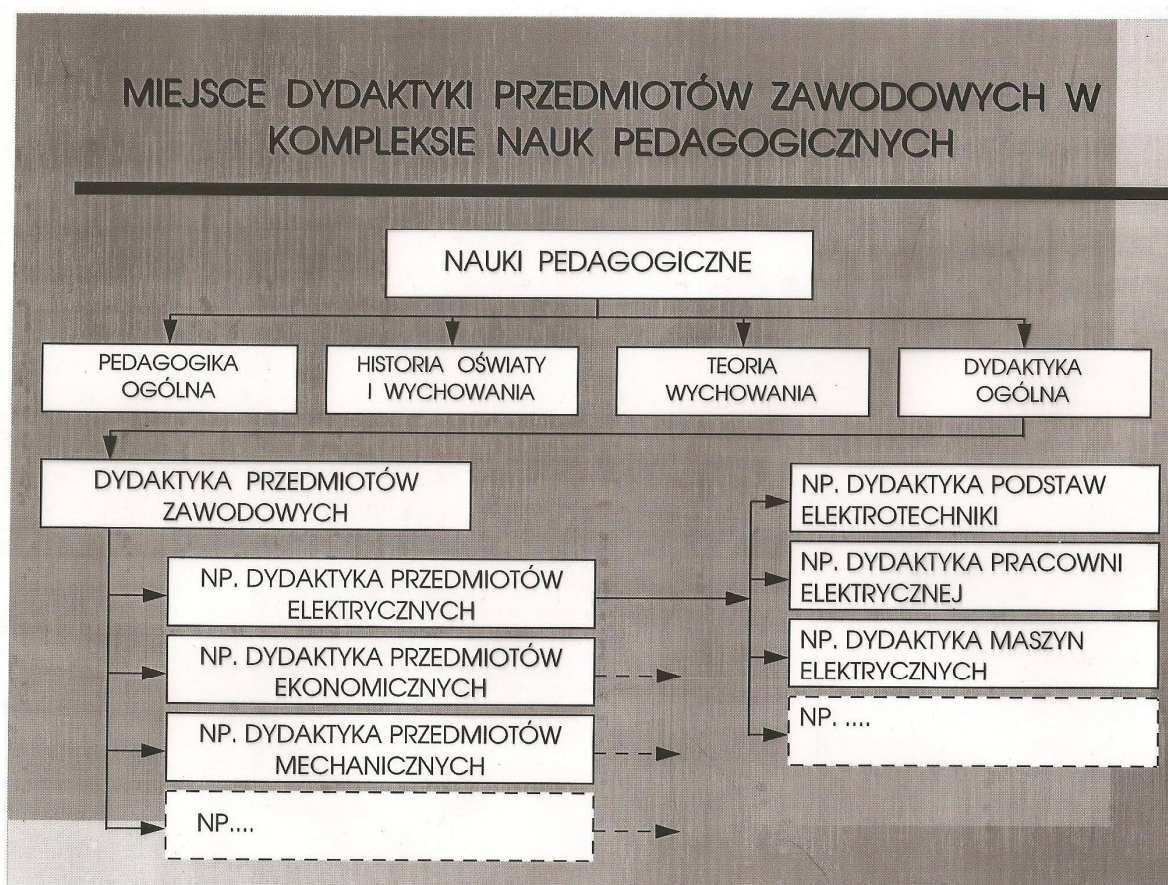 MIEJSCE DYDAKTYKI PRZEDMIOTÓW ZAWODOWYCH W
KOMPLEKSIE NAUK PEDAGOGICZNYCH
NAUKI PEDAGOGICZNE
PEDAGOGIKA
OGÓLNA
HISTORIA OŚWIATY
I WYCHOWANIA
TEORIA
WYCHOWANIA
DYDAKTYKA
OGÓLNA
DYDAKTYKA PRZEDMIOTÓW
ZAWODOWYCH
NP. DYDAKTYKA PRZEDMIOTÓW
ELEKTRYCZNYCH
NP. DYDAKTYKA PRZEDMIOTÓW
EKONOMICZNYCH
NP. DYDAKTYKA PRZEDMIOTÓW
MECHANICZNYCH
NP....
NP. DYDAKTYKA PODSTAW
ELEKTROTECHNIKI
NP. DYDAKTYKA PRACOWNI
ELEKTRYCZNEJ
NP. DYDAKTYKA MASZYN
ELEKTRYCZNYCH
NP. ....